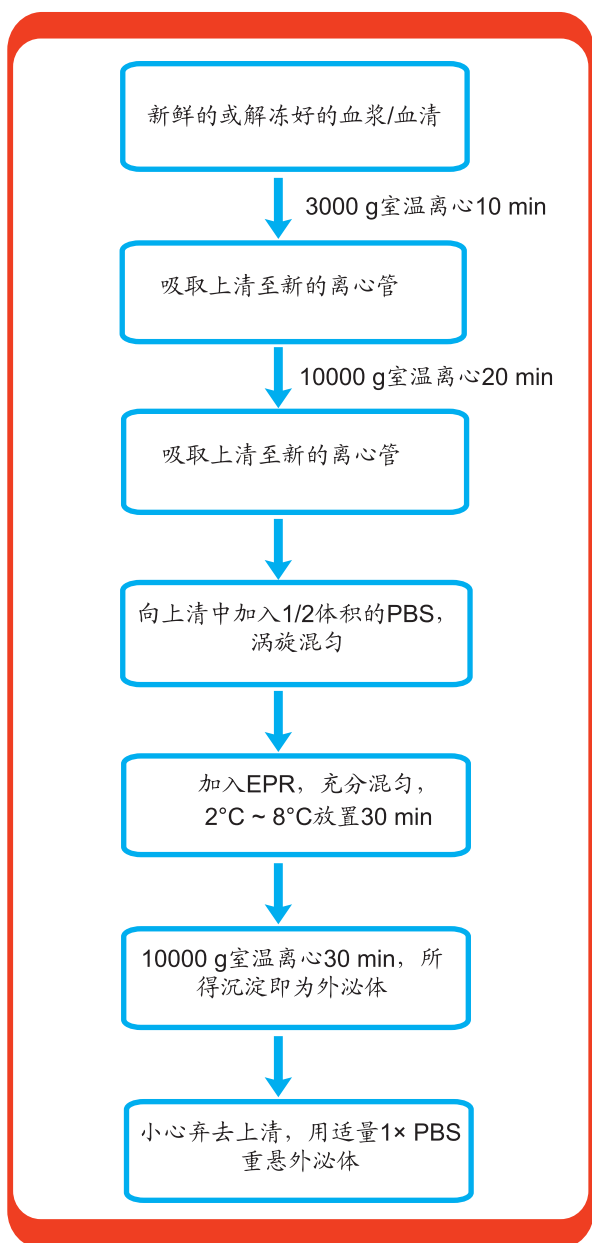 新鲜的或解冻好的血浆/血清
3000 g室温离心10 min
吸取上清至新的离心管
10000 g室温离心20 min
吸取上清至新的离心管
向上清中加入1/2体积的PBS，
涡旋混匀
加入EPR，充分混匀，
2°C ~ 8°C放置30 min
10000 g室温离心30 min，所
得沉淀即为外泌体
小心弃去上清，用适量1× PBS
重悬外泌体